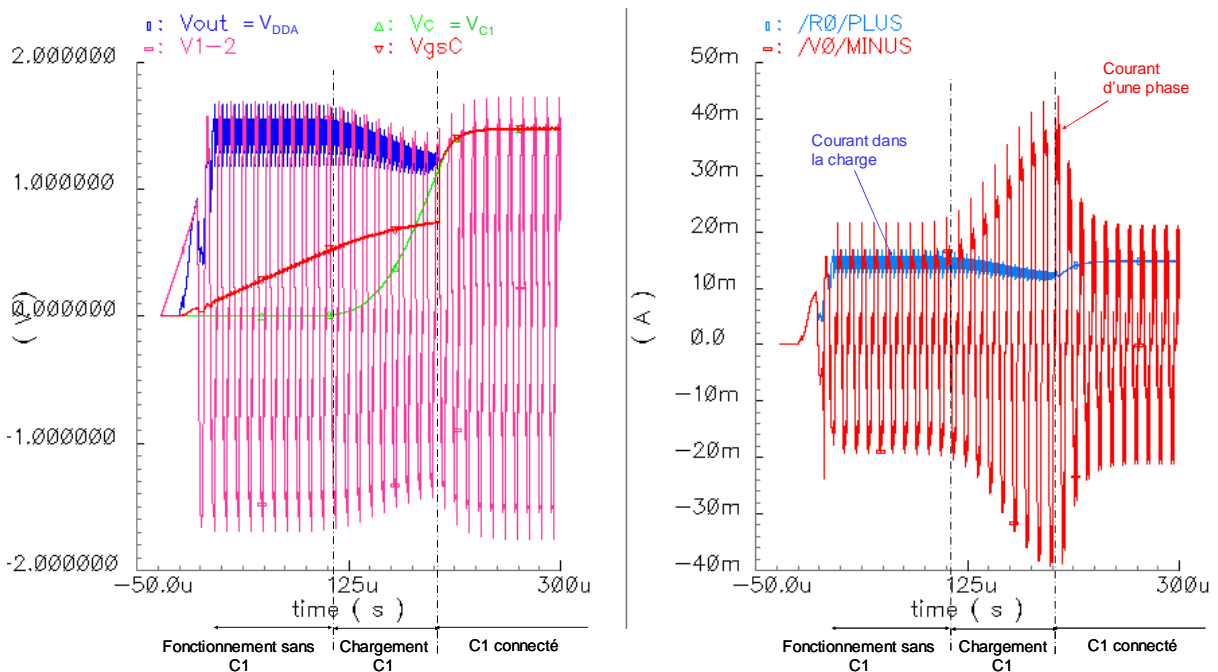 : Vout = VDDA
: Vc = VC1
: V1-2
: VgsC
2.000000
1.000000
0.000000
-1.000000
-2.000000
( V )
-50.0u
125u
300u
time ( s )
Fonctionnement sans C1
Chargement C1
C1 connecté
: /R0/PLUS
: /V0/MINUS
50m
40m
30m
20m
10m
0.0
-10m
-20m
-30m
-40m
( A )
Courant dans
la charge
Courant
d'une phase
-50.0u
125u
300u
time ( s )
Fonctionnement sans
C1
Chargement
C1
C1 connecté